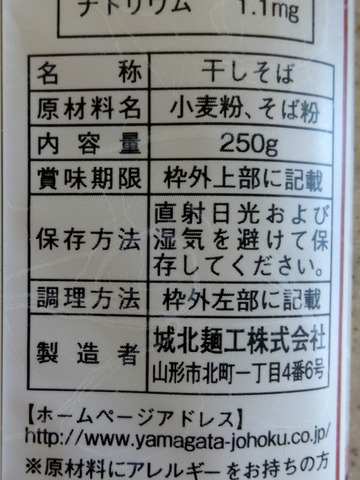 ナトリウム 1.1mg
名称 干しそば
原材料名 小麦粉、そば粉
内容量 250g
賞味期限 枠外上部に記載
保存方法 直射日光および
湿気を避けて保
存してください。
調理方法 枠外左部に記載
製造者 城北麺工株式会社
山形市北町一丁目4番6号
【ホームページアドレス】
http://www.yamagata-johoku.co.jp/
※原材料にアレルギーをお持ちの方